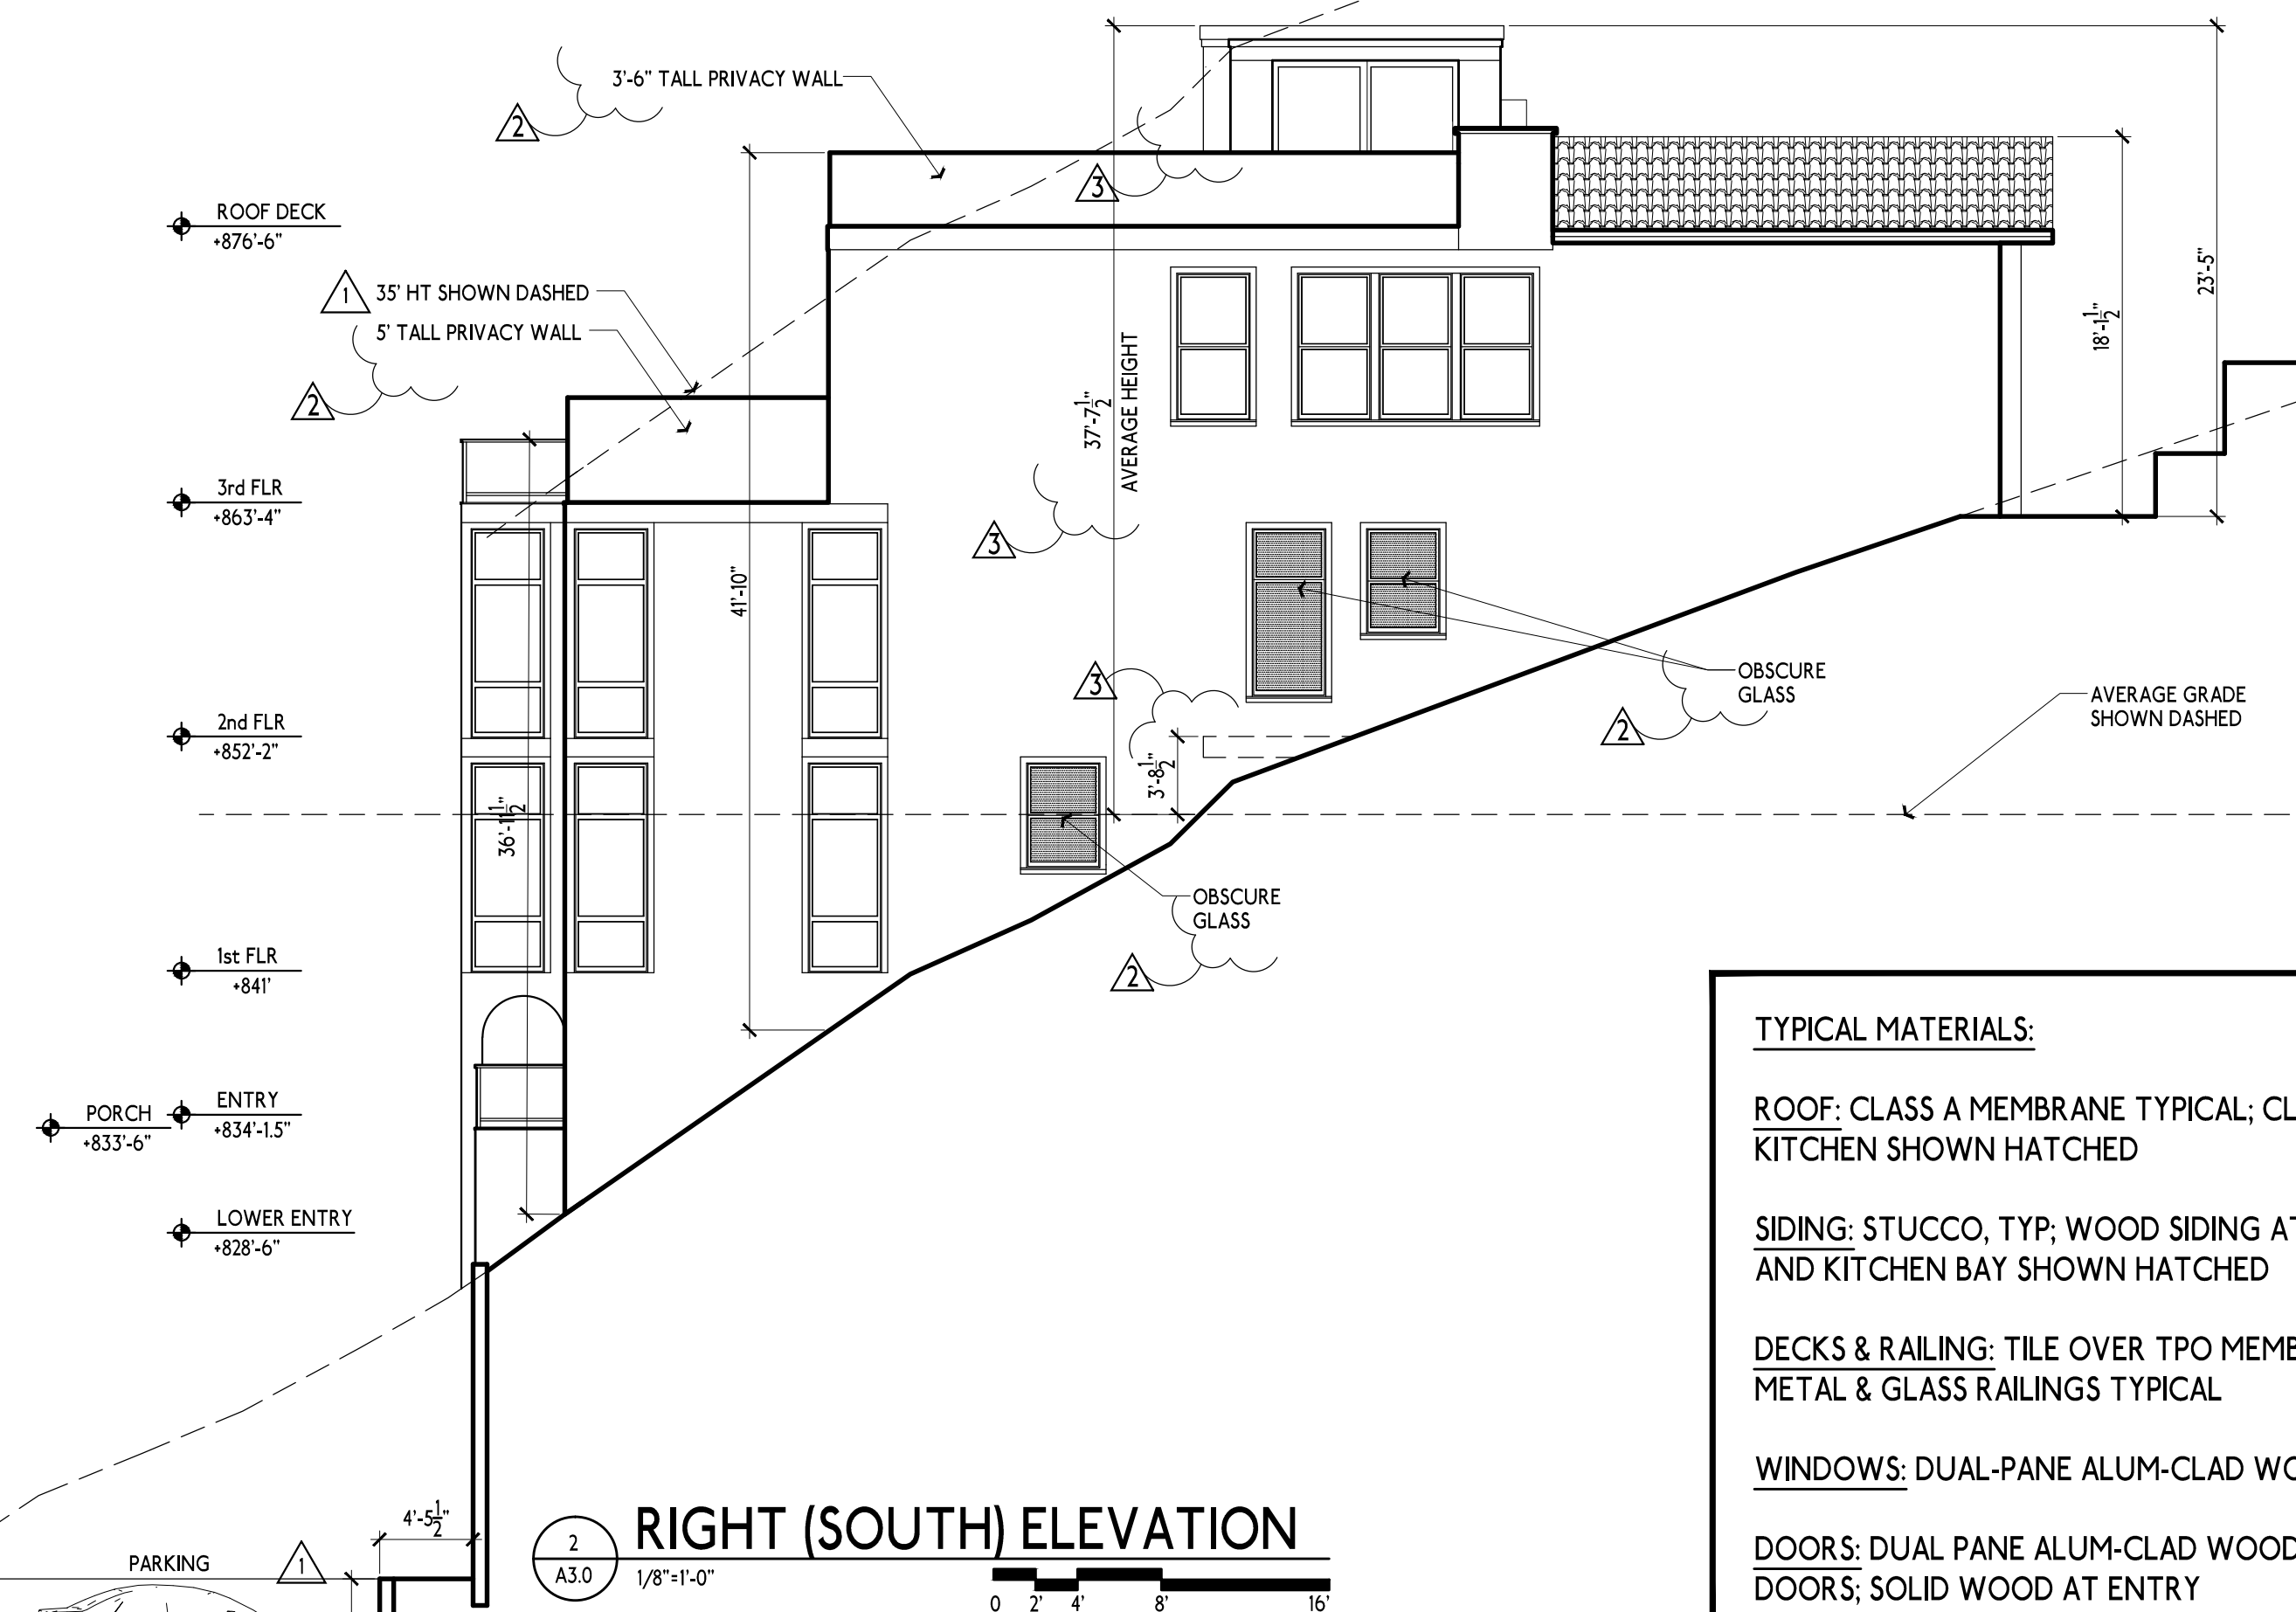 3'-6" TALL PRIVACY WALL
2
3
ROOF DECK
+876'-6"
1
35' HT SHOWN DASHED
5' TALL PRIVACY WALL
2
23'-5"
18'-1 1/2"
37'-7 1/2"
AVERAGE HEIGHT
3rd FLR
+863'-4"
3
41'-10"
OBSCURE
GLASS
2
3
AVERAGE GRADE
SHOWN DASHED
2nd FLR
+852'-2"
3'-8 1/2"
36'-11 1/2"
OBSCURE
GLASS
2
1st FLR
+841'
PORCH
+833'-6"
ENTRY
+834'-1.5"
LOWER ENTRY
+828'-6"
TYPICAL MATERIALS:
ROOF: CLASS A MEMBRANE TYPICAL; CL
KITCHEN SHOWN HATCHED
SIDING: STUCCO, TYP; WOOD SIDING AT
AND KITCHEN BAY SHOWN HATCHED
DECKS & RAILING: TILE OVER TPO MEMB
METAL & GLASS RAILINGS TYPICAL
WINDOWS: DUAL-PANE ALUM-CLAD WO
DOORS: DUAL PANE ALUM-CLAD WOOD
DOORS; SOLID WOOD AT ENTRY
4'-5 1/2"
PARKING
1
2
A3.0
RIGHT (SOUTH) ELEVATION
1/8"=1'-0"
0 2' 4' 8' 16'